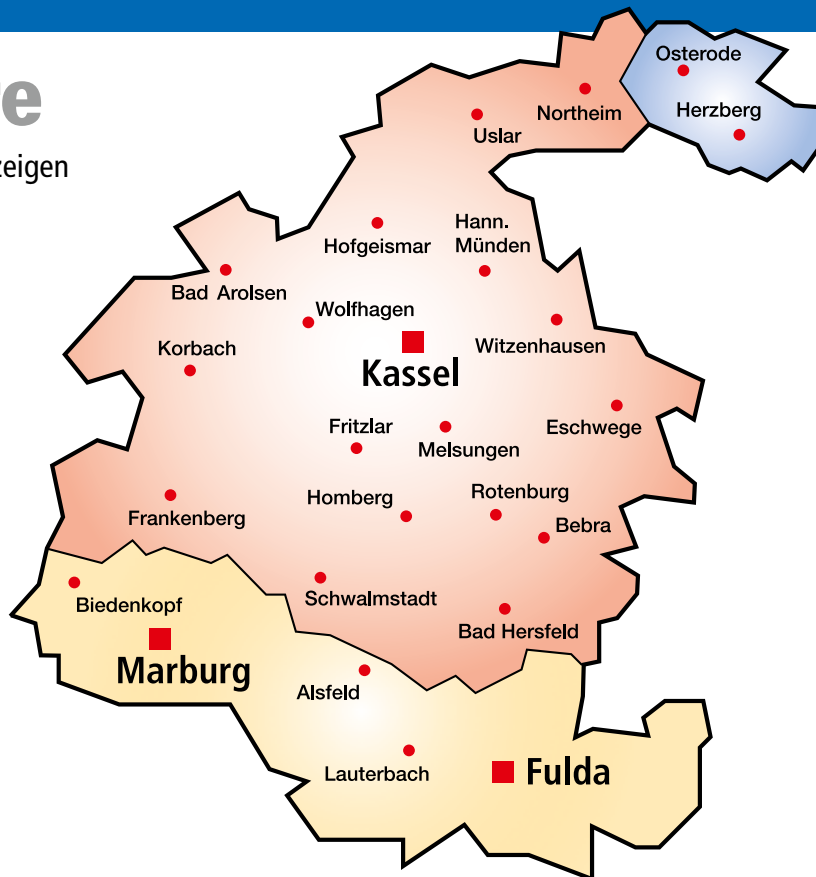 re
zeigen
Osterode
Herzberg
Northeim
Uslar
Hann.
Münden
Hofgeismar
Bad Arolsen
Wolfhagen
Witzenhausen
Korbach
Kassel
Eschwege
Fritzlar
Melsungen
Rotenburg
Homberg
Bebra
Frankenberg
Schwalmstadt
Biedenkopf
Bad Hersfeld
Marburg
Alsfeld
Lauterbach
Fulda